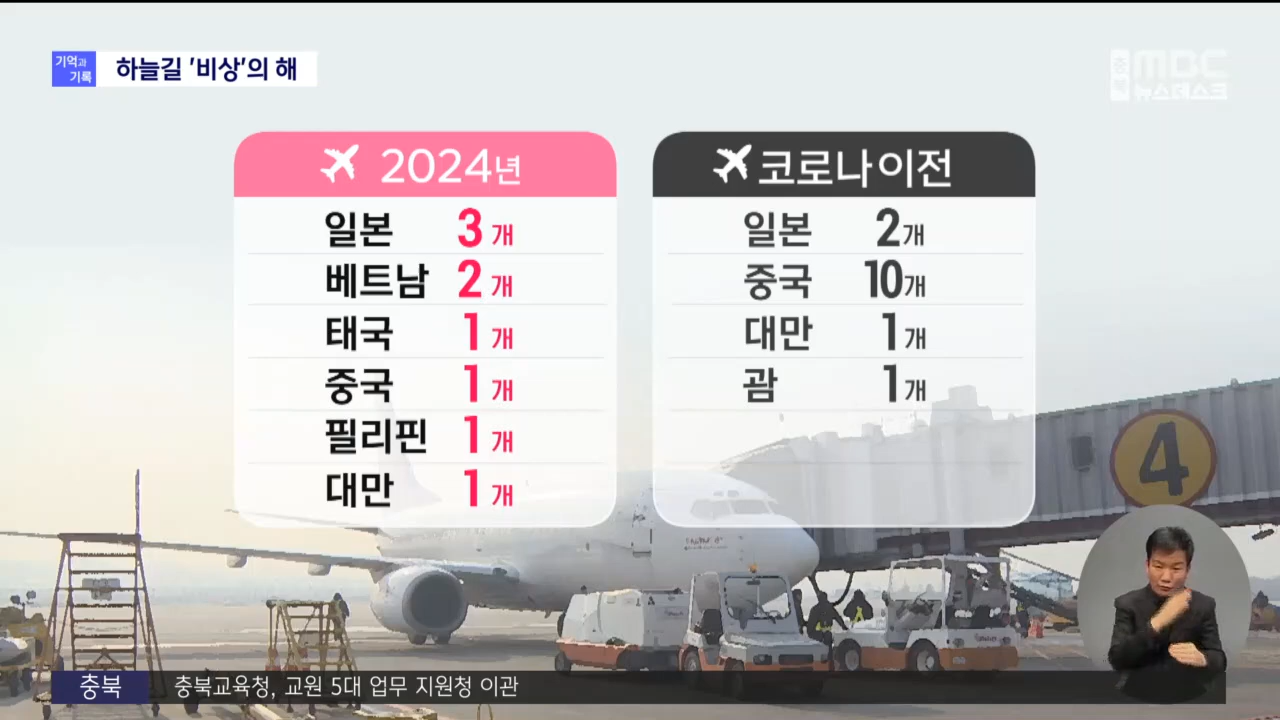 기억과
기록
하늘길 '비상'의 해
충북
MBC
뉴스데스크
2024년
일본 3개
베트남 2개
태국 1개
중국 1개
필리핀 1개
대만 1개
코로나 이전
일본 2개
중국 10개
대만 1개
괌 1개
4
충북
충북교육청, 교원 5대 업무 지원청 이관